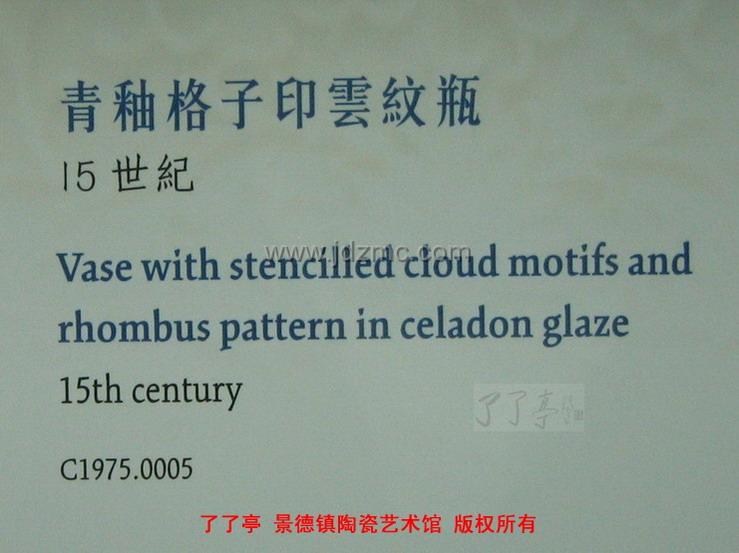 青釉格子印雲紋瓶
15 世紀
www.jdzmc.com
Vase with stencilled cloud motifs and
rhombus pattern in celadon glaze
15th century
了了亭
C1975.0005
了了亭 景德镇陶瓷艺术馆 版权所有